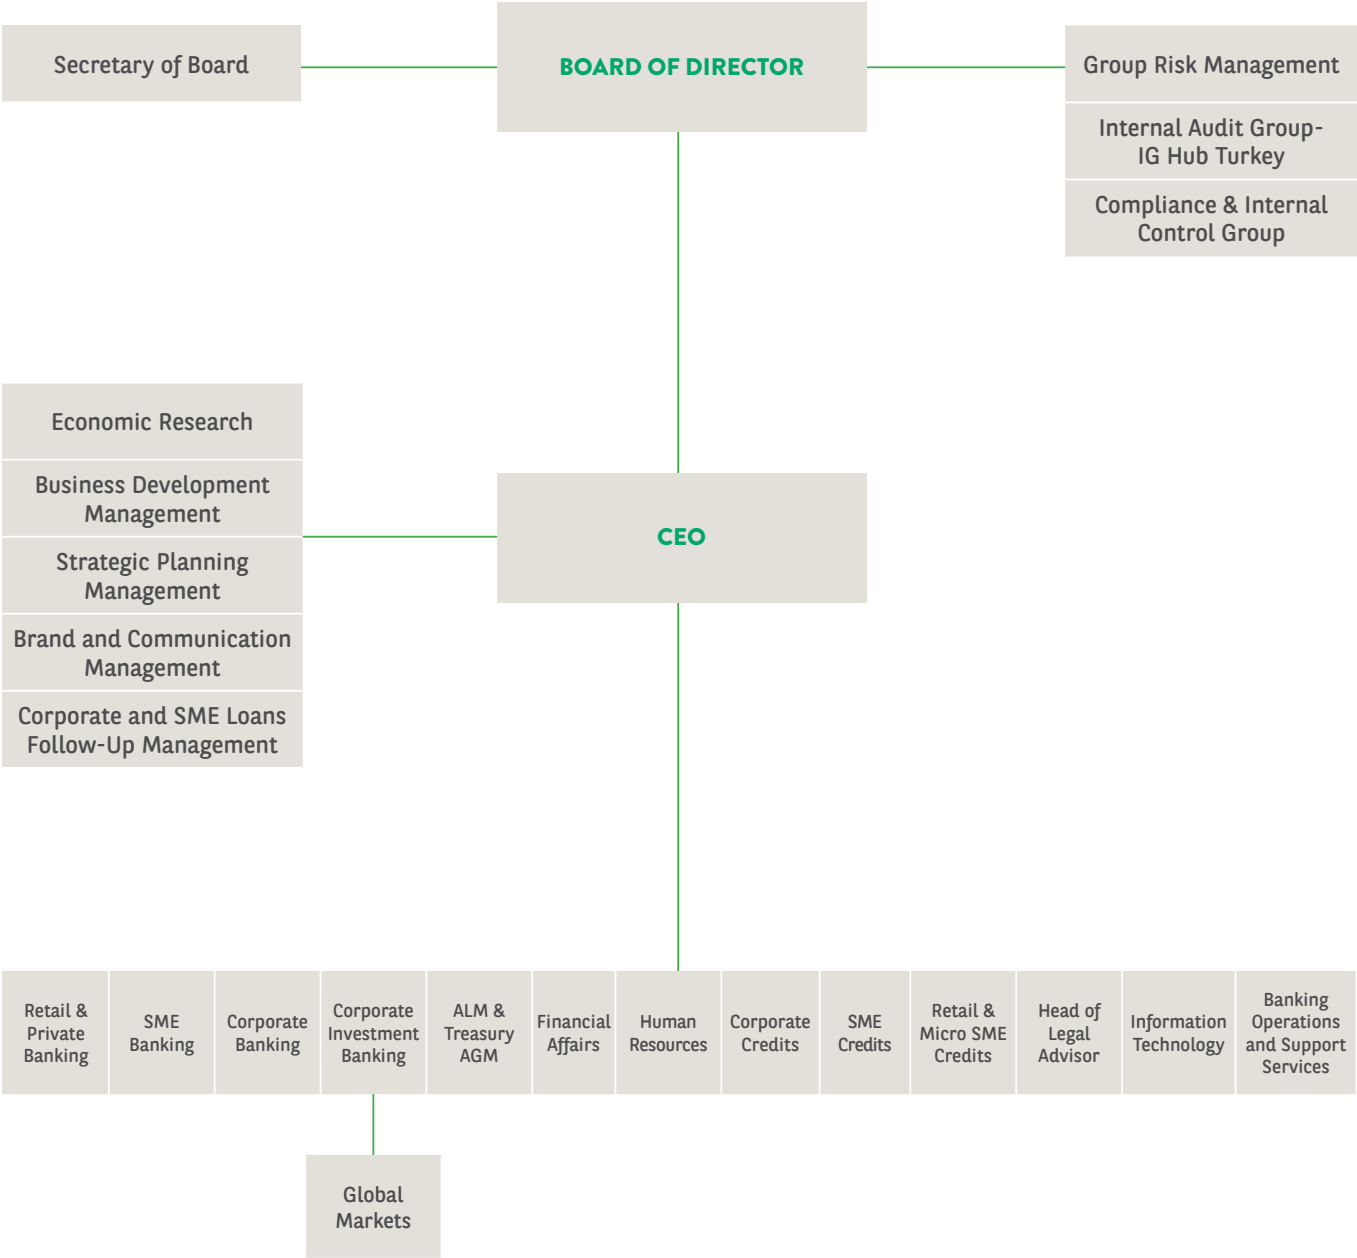 Secretary of Board
BOARD OF DIRECTOR
Group Risk Management
Internal Audit Group-
IG Hub Turkey
Compliance & Internal
Control Group
Economic Research
Business Development
Management
Strategic Planning
Management
Brand and Communication
Management
Corporate and SME Loans
Follow-Up Management
CEO
Retail &
Private
Banking
SME
Banking
Corporate
Banking
Corporate
Investment
Banking
ALM &
Treasury
AGM
Financial
Affairs
Human
Resources
Corporate
Credits
SME
Credits
Retail &
Micro SME
Credits
Head of
Legal
Advisor
Information
Technology
Banking
Operations
and Support
Services
Global
Markets